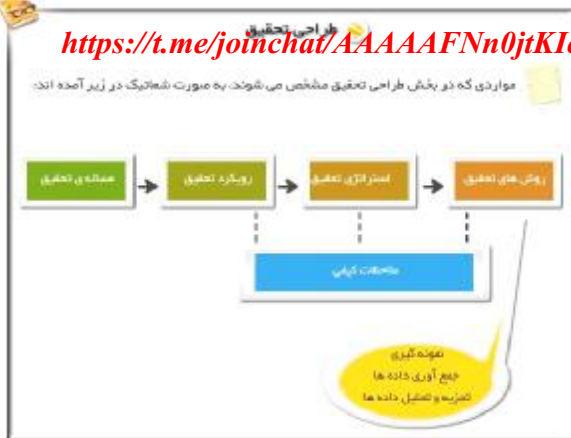 طراحی تحقیق
https://t.me/joinchat/AAAAAFNn0jtKI
مواردی که در بخش طراحی تحقیق مشخص می شوند، به صورت شماتیک در زیر آمده اند:
مساله‌ی تحقیق
رویکرد تحقیق
استراتژی تحقیق
روش های تحقیق
ملاحظات کیفی
نمونه گیری
جمع آوری داده ها
تجزیه و تحلیل داده ها